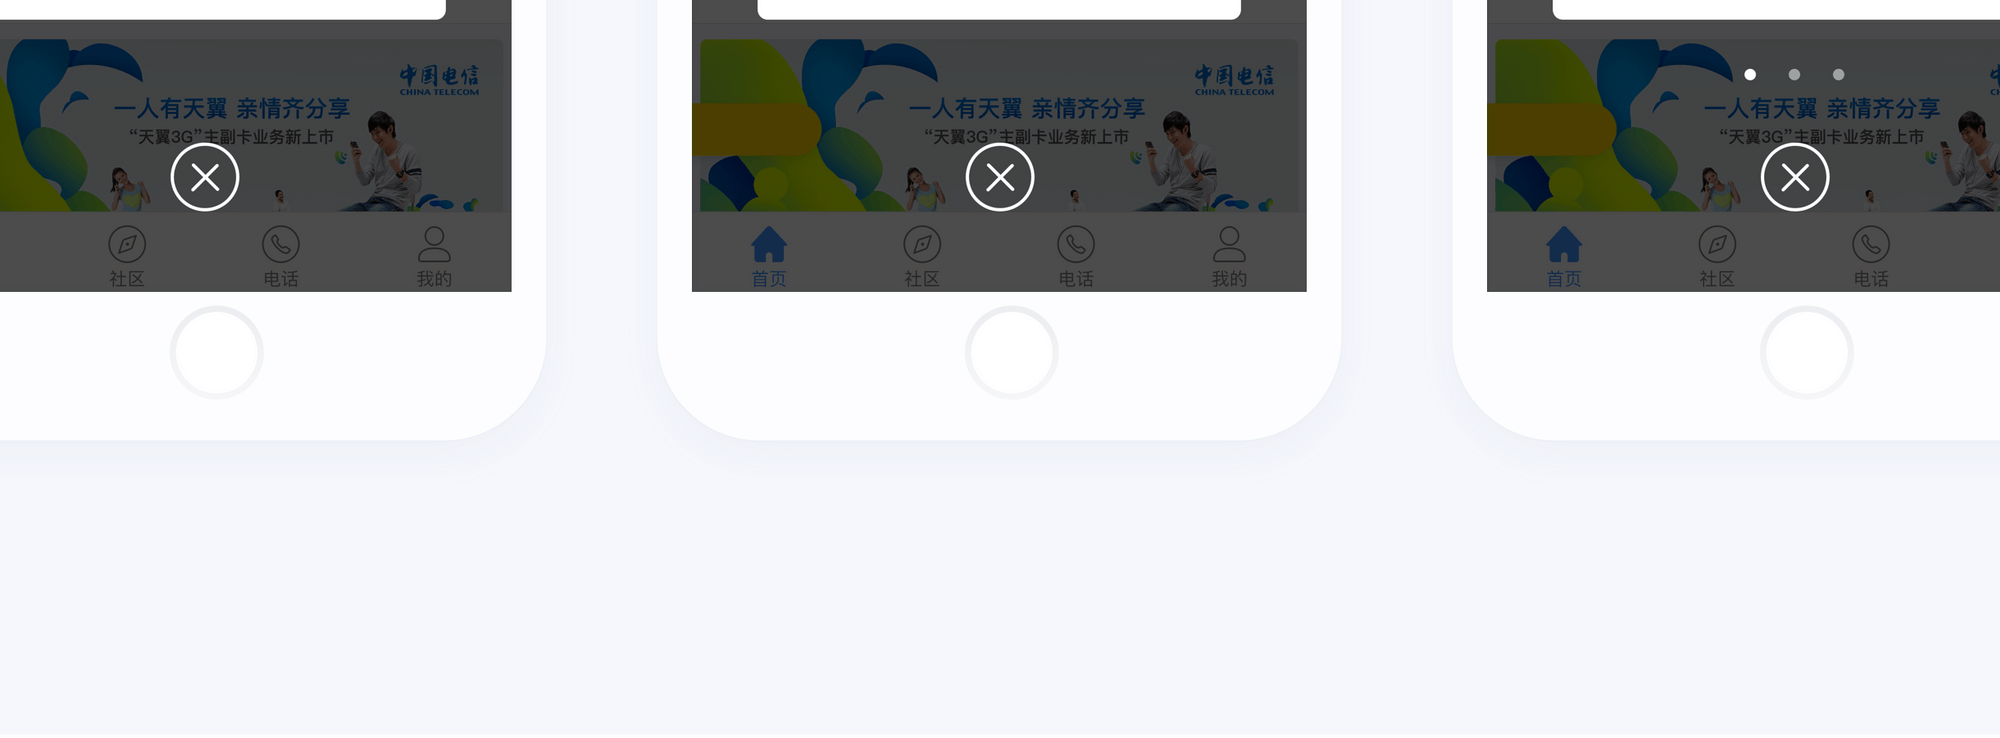 中国电信
CHINA TELECOM
一人有天翼 亲情齐分享
“天翼3G”主副卡业务新上市
社区
电话
我的
中国电信
CHINA TELECOM
一人有天翼 亲情齐分享
“天翼3G”主副卡业务新上市
首页
社区
电话
我的
一人有天翼 亲情齐分享
“天翼3G”主副卡业务新上市
首页
社区
电话